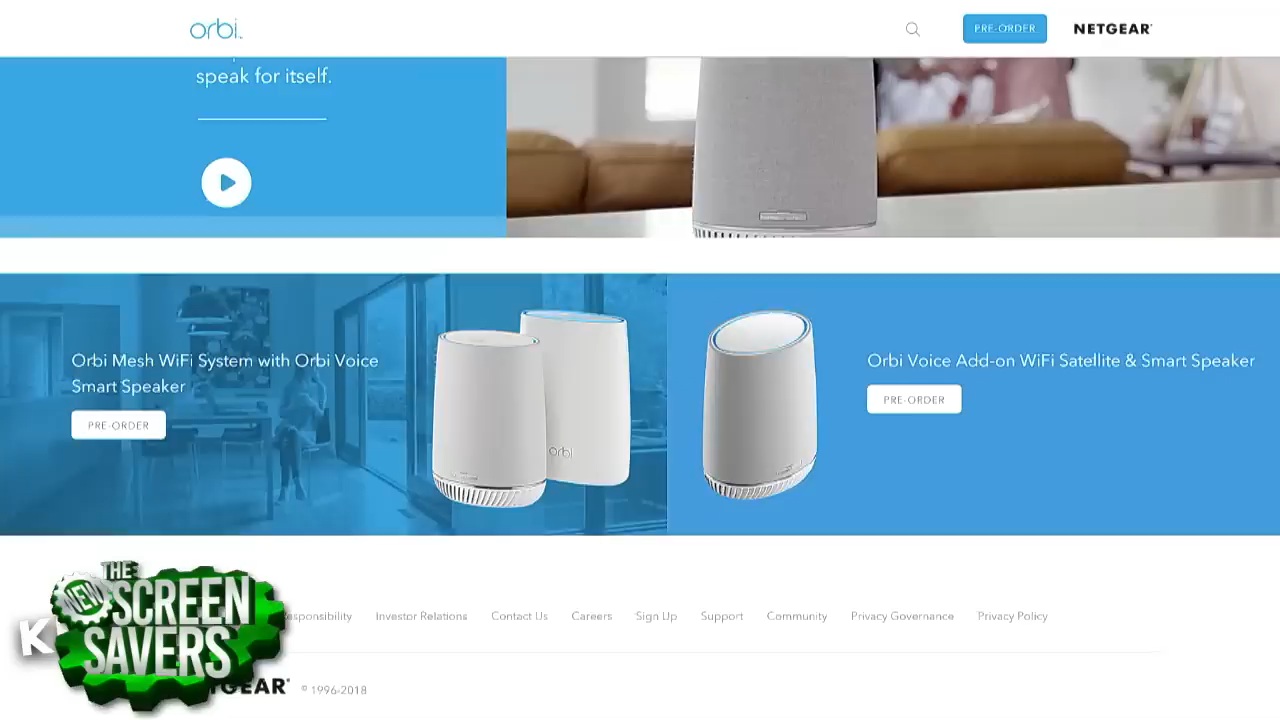 orbi.
PRE-ORDER
NETGEAR
speak for itself.
Orbi Mesh WiFi System with Orbi Voice
Smart Speaker
PRE-ORDER
orbi
Orbi Voice Add-on WiFi Satellite & Smart Speaker
PRE-ORDER
THE
NEW
SCREEN
SAVERS
K
esponsibility Investor Relations Contact Us Careers Sign Up Support Community Privacy Governance Privacy Policy
TGEAR © 1996-2018